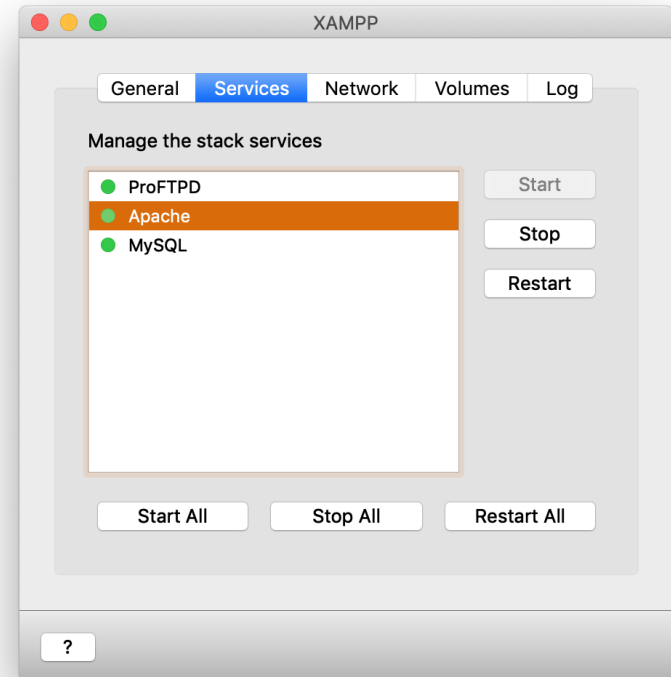 XAMPP
General Services Network Volumes Log
Manage the stack services
ProFTPD
Apache
MySQL
Start
Stop
Restart
Start All Stop All Restart All
?